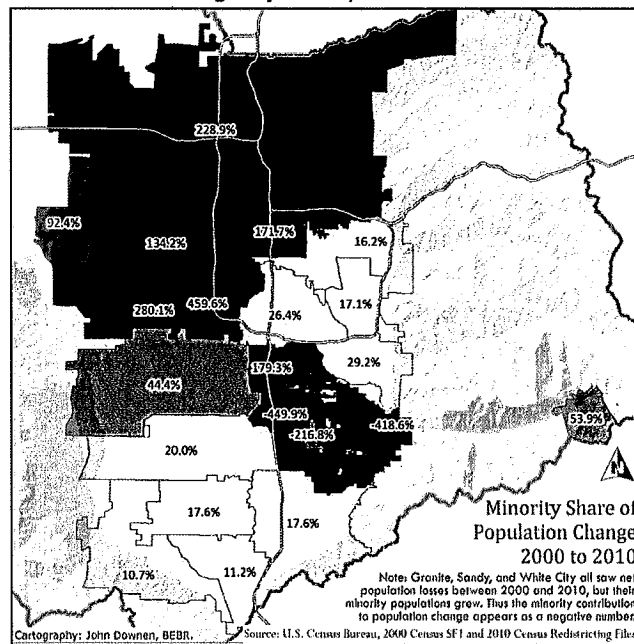 228.9%
92.4%
171.7%
16.2%
134.2%
17.1%
280.1%
459.6%
26.4%
179.3%
29.2%
44.4%
-449.9%
-418.6%
53.9%
-216.8%
20.0%
N
17.6%
17.6%
10.7%
11.2%
Minority Share of
Population Change
2000 to 2010
Note: Granite, Sandy, and White City all saw net
population losses between 2000 and 2010, but their
minority populations grew. Thus the minority contribution
to population change appears as a negative number
Cartography: John Downen, BEBR.
Source: U.S. Census Bureau, 2000 Census SF1 and 2010 Census Redistricting File